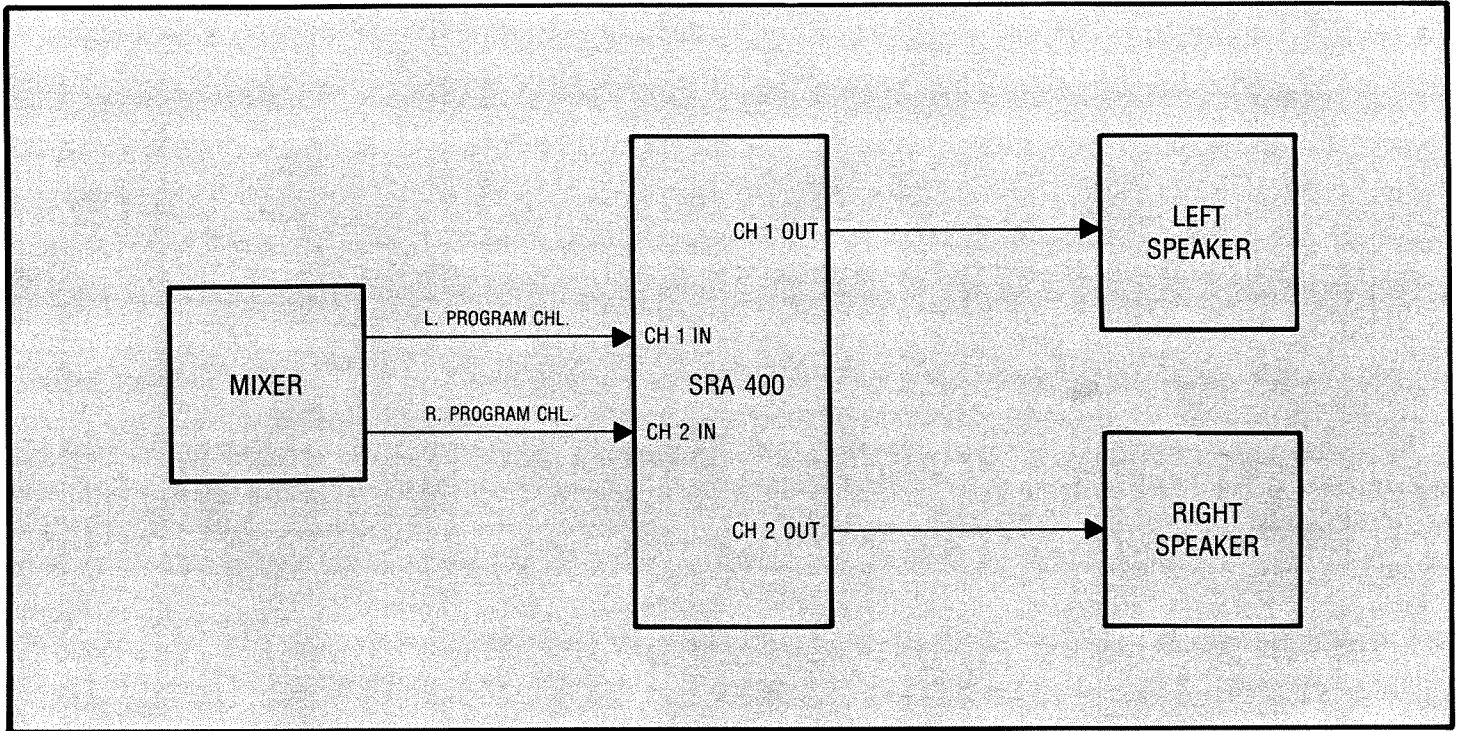 MIXER
L. PROGRAM CHL.
R. PROGRAM CHL.
CH 1 IN
SRA 400
CH 2 IN
CH 1 OUT
CH 2 OUT
LEFT
SPEAKER
RIGHT
SPEAKER